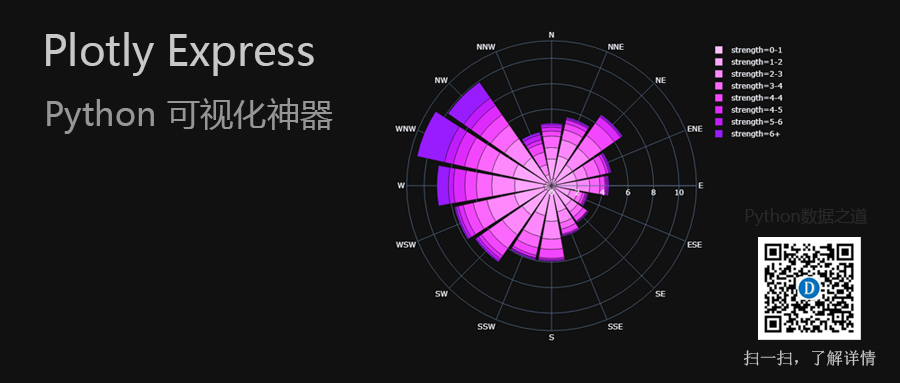 Plotly Express
Python 可视化神器
N
NNE
NE
ENE
E
ESE
SE
SSE
S
SSW
SW
WSW
W
WNW
NW
NNW
4
6
8
10
strength=0-1
strength=1-2
strength=2-3
strength=3-4
strength=4-4
strength=4-5
strength=5-6
strength=6+
Python数据之道
D
扫一扫，了解详情